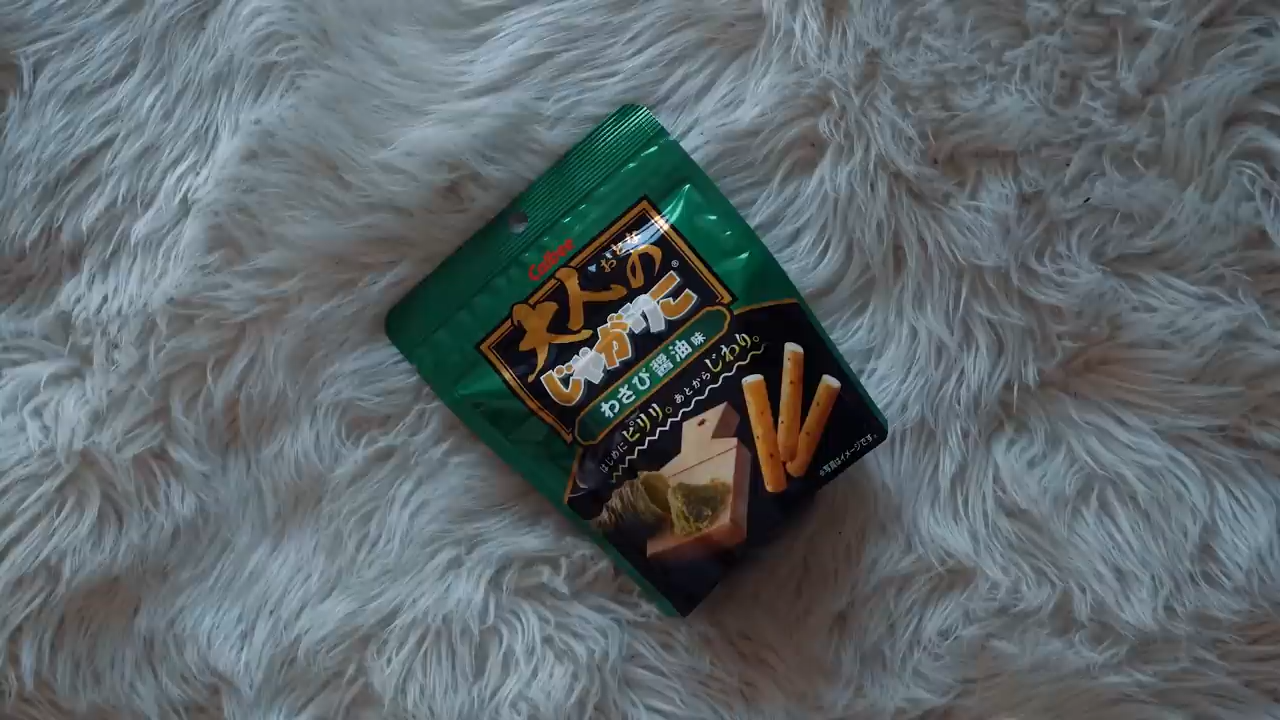 Calbee
おとな
大人の
じゃがりこ®
わさび醤油味
はじめにピリリ。あとからじわり。
※写真はイメージです。